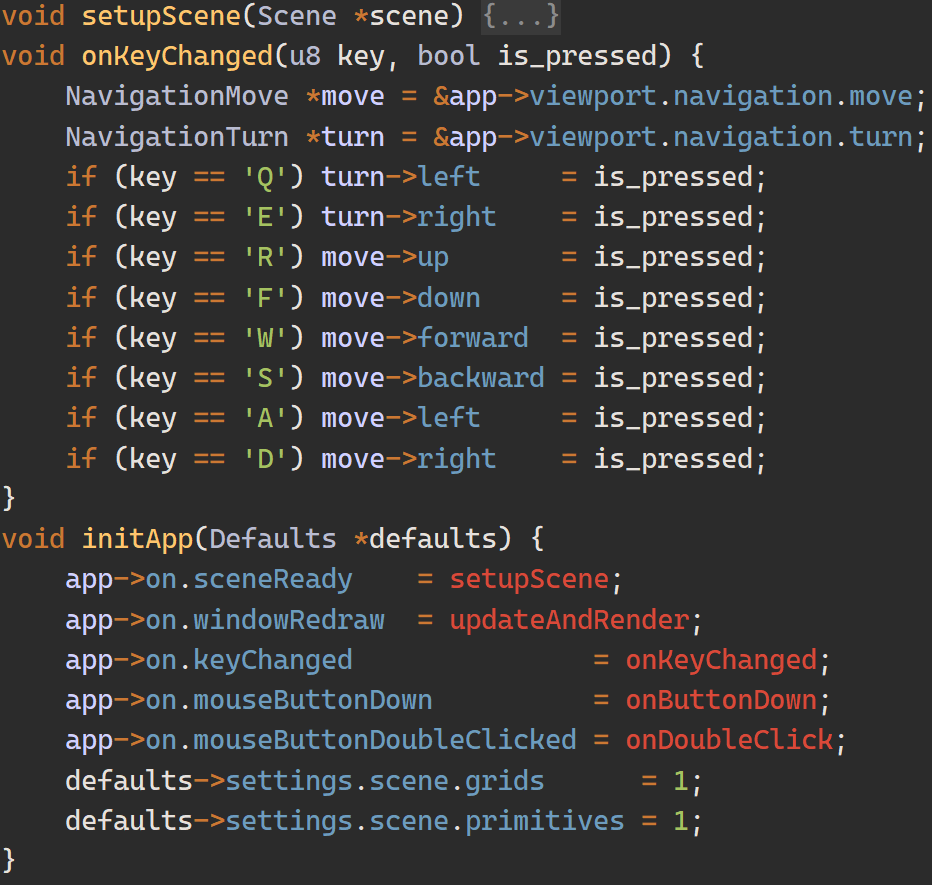 void setupScene(Scene *scene) {...}
void onKeyChanged(u8 key, bool is_pressed) {
    NavigationMove *move = &app->viewport.navigation.move;
    NavigationTurn *turn = &app->viewport.navigation.turn;
    if (key == 'Q') turn->left     = is_pressed;
    if (key == 'E') turn->right    = is_pressed;
    if (key == 'R') move->up       = is_pressed;
    if (key == 'F') move->down     = is_pressed;
    if (key == 'W') move->forward  = is_pressed;
    if (key == 'S') move->backward = is_pressed;
    if (key == 'A') move->left     = is_pressed;
    if (key == 'D') move->right    = is_pressed;
}
void initApp(Defaults *defaults) {
    app->on.sceneReady    = setupScene;
    app->on.windowRedraw  = updateAndRender;
    app->on.keyChanged               = onKeyChanged;
    app->on.mouseButtonDown          = onButtonDown;
    app->on.mouseButtonDoubleClicked = onDoubleClick;
    defaults->settings.scene.grids      = 1;
    defaults->settings.scene.primitives = 1;
}